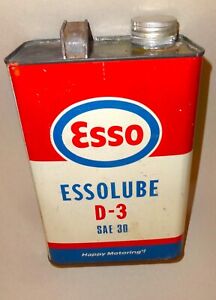 Esso
ESSOLUBE
D-3
SAE 30
"Happy Motoring"!